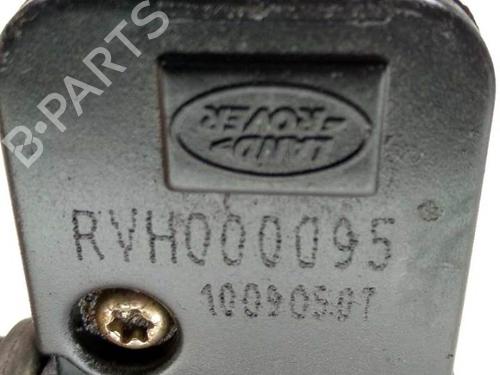 B-PARTS
LAND-
-ROVER
RVH000095
10090507